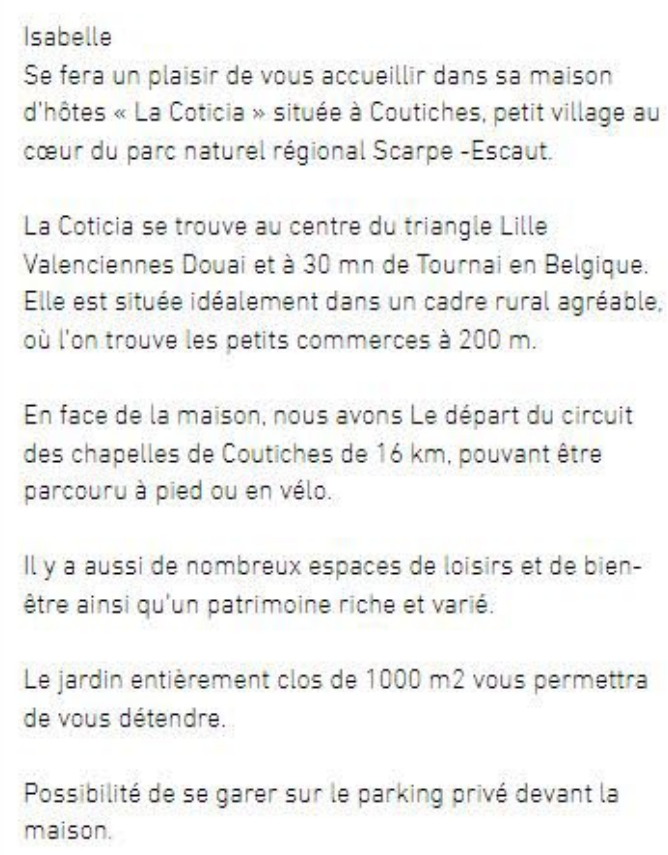 Isabelle
Se fera un plaisir de vous accueillir dans sa maison
d'hôtes « La Coticia » située à Coutiches, petit village au
cœur du parc naturel régional Scarpe -Escaut.
La Coticia se trouve au centre du triangle Lille
Valenciennes Douai et à 30 mn de Tournai en Belgique.
Elle est située idéalement dans un cadre rural agréable,
où l'on trouve les petits commerces à 200 m.
En face de la maison, nous avons Le départ du circuit
des chapelles de Coutiches de 16 km, pouvant être
parcouru à pied ou en vélo.
Il y a aussi de nombreux espaces de loisirs et de bien-
être ainsi qu'un patrimoine riche et varié.
Le jardin entièrement clos de 1000 m2 vous permettra
de vous détendre.
Possibilité de se garer sur le parking privé devant la
maison.